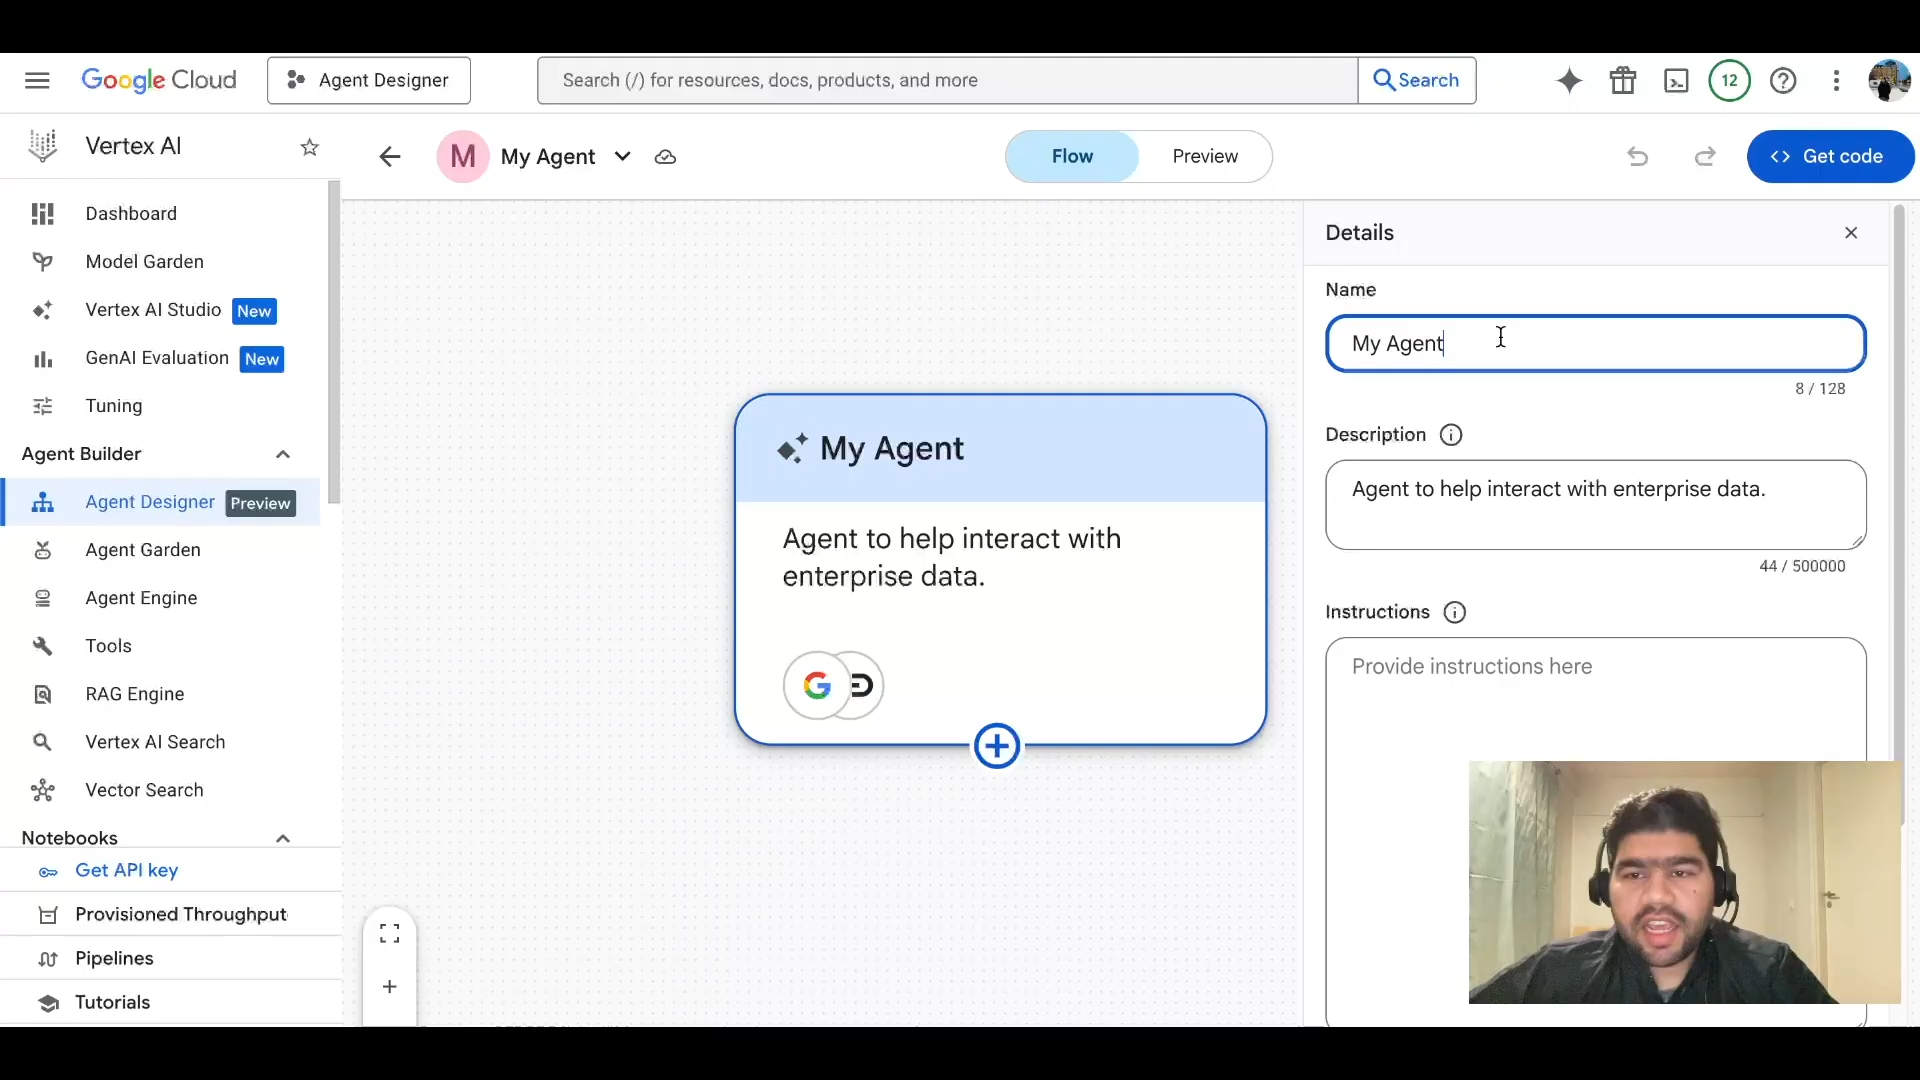 Google Cloud
Agent Designer
Search (/) for resources, docs, products, and more
Search
12
Vertex AI
M
My Agent
Flow
Preview
Get code
Dashboard
Model Garden
Vertex AI Studio New
GenAI Evaluation New
Tuning
Agent Builder
Agent Designer Preview
Agent Garden
Agent Engine
Tools
RAG Engine
Vertex AI Search
Vector Search
Notebooks
Get API key
Provisioned Throughput
Pipelines
Tutorials
My Agent
Agent to help interact with
enterprise data.
G
Details
Name
My Agent
8 / 128
Description
Agent to help interact with enterprise data.
44 / 500000
Instructions
Provide instructions here